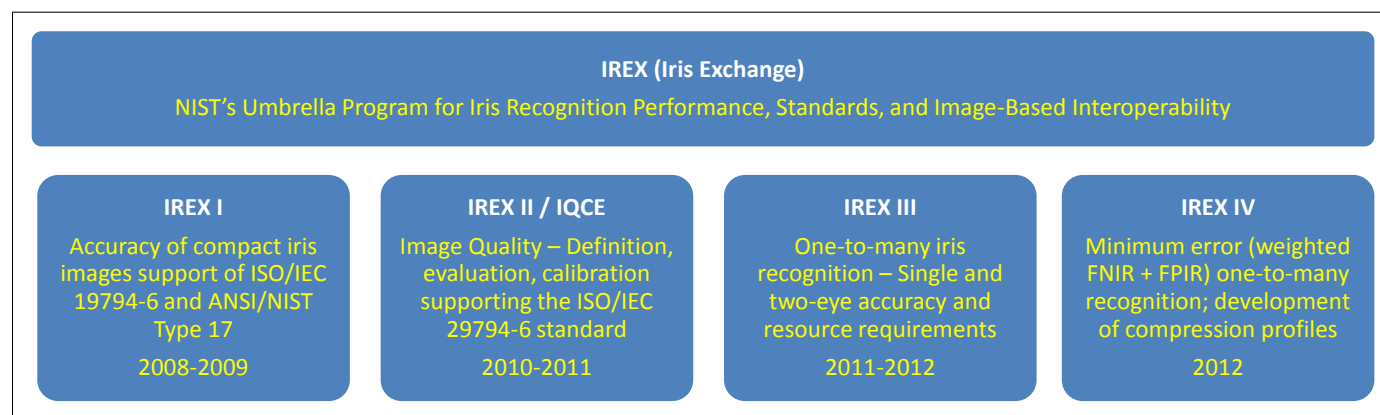 IREX (Iris Exchange)
NIST's Umbrella Program for Iris Recognition Performance, Standards, and Image-Based Interoperability
IREX I
Accuracy of compact iris
images support of ISO/IEC
19794-6 and ANSI/NIST
Type 17
2008-2009
IREX II / IQCE
Image Quality – Definition,
evaluation, calibration
supporting the ISO/IEC
29794-6 standard
2010-2011
IREX III
One-to-many iris
recognition – Single and
two-eye accuracy and
resource requirements
2011-2012
IREX IV
Minimum error (weighted
FNIR + FPIR) one-to-many
recognition; development
of compression profiles
2012